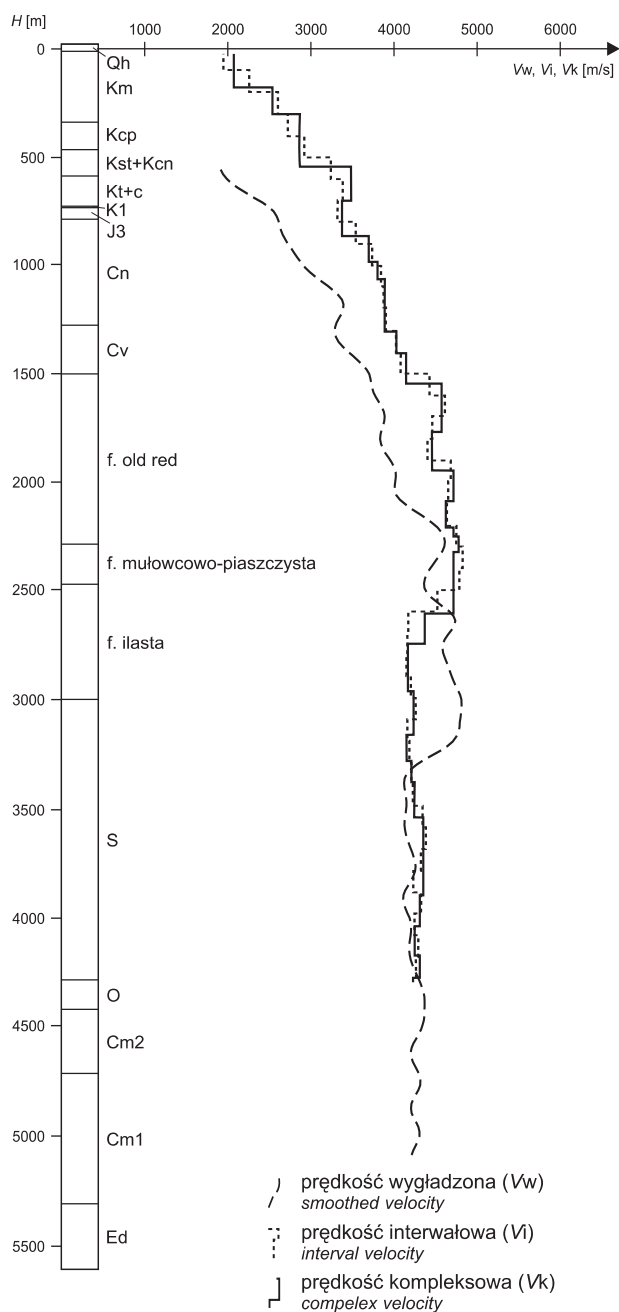 H [m]
0
1000
2000
3000
4000
5000
6000
Vw, Vi, Vk [m/s]
Qh
Km
Kcp
500
Kst+Kcn
Kt+c
K1
J3
1000
Cn
Cv
1500
f. old red
2000
f. mułowcowo-piaszczysta
2500
f. ilasta
3000
3500
S
4000
O
4500
Cm2
5000
Cm1
prędkość wygładzona (Vw)
smoothed velocity
Ed
prędkość interwałowa (Vi)
5500
interval velocity
prędkość kompleksowa (Vk)
compelex velocity